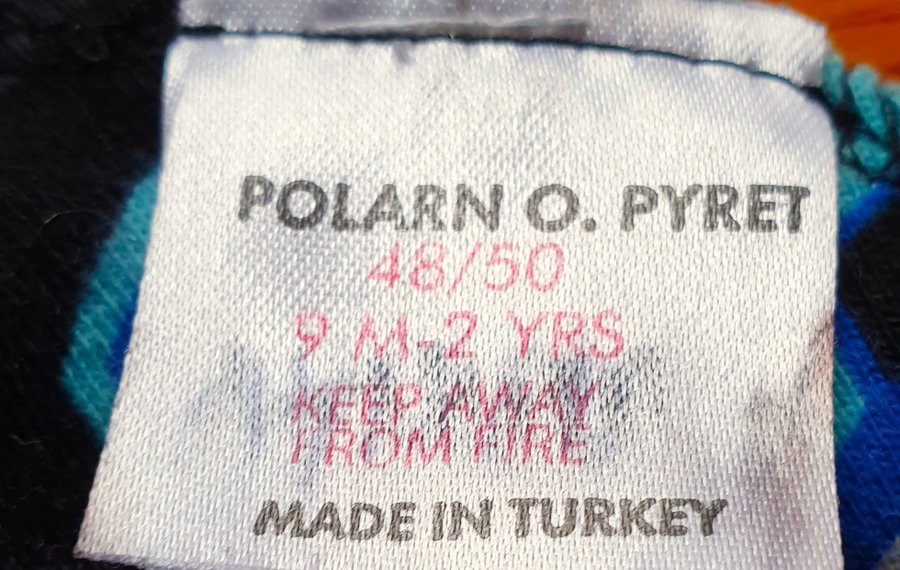 POLARN O. PYRET
48/50
9 M-2 YRS
KEEP AWAY
FROM FIRE
MADE IN TURKEY